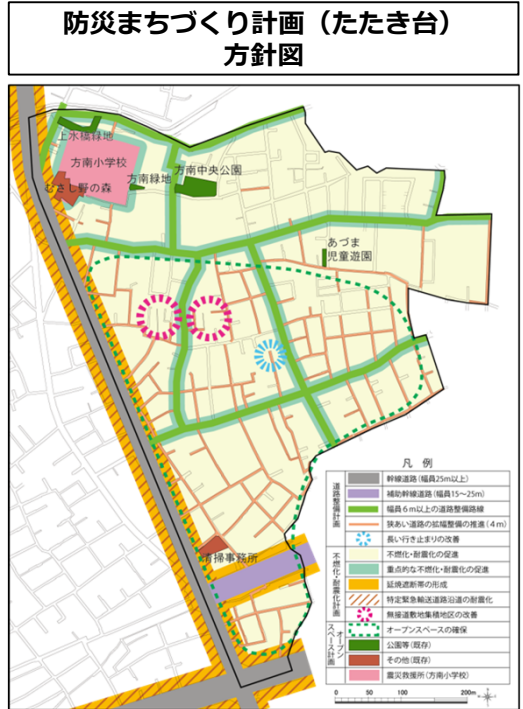 防災まちづくり計画（たたき台）
方針図
上水橋緑地
方南小学校
方南緑地
方南中央公園
むさし野の森
あづま
児童遊園
清掃事務所
凡 例
道路整備計画
幹線道路（幅員25m以上）
補助幹線道路（幅員15～25m）
幅員6m以上の道路整備路線
狭あい道路の拡幅整備の推進（4m）
長い行き止まりの改善
不燃化・耐震化計画
不燃化・耐震化の促進
重点的な不燃化・耐震化の促進
延焼遮断帯の形成
特定緊急輸送道路沿道の耐震化
無接道敷地集積地区の改善
オープンスペース計画
オープンスペースの確保
公園等（既存）
その他（既存）
震災救援所（方南小学校）
0 50 100 200m